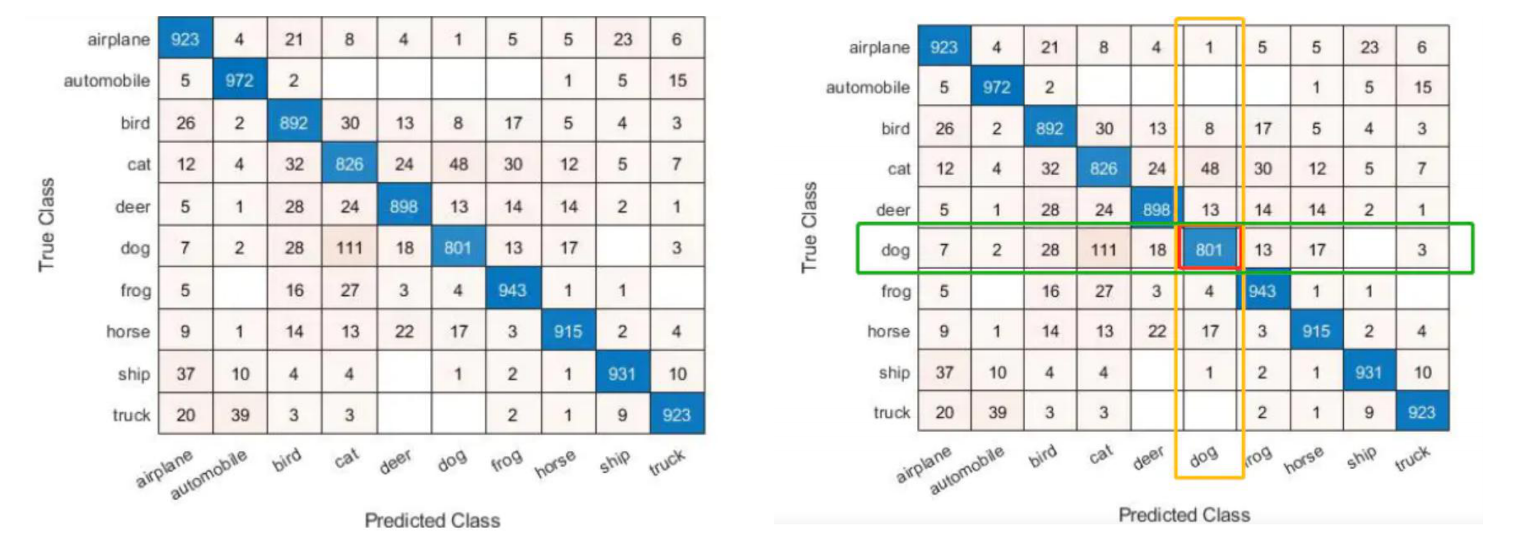 airplane 923 4 21 8 4 1 5 5 23 6
automobile 5 972 2 1 5 15
bird 26 2 892 30 13 8 17 5 4 3
cat 12 4 32 826 24 48 30 12 5 7
deer 5 1 28 24 898 13 14 14 2 1
dog 7 2 28 111 18 801 13 17 3
frog 5 16 27 3 4 943 1 1
horse 9 1 14 13 22 17 3 915 2 4
ship 37 10 4 4 1 2 1 931 10
truck 20 39 3 3 2 1 9 923
airplane automobile bird cat deer dog frog horse ship truck
True Class
Predicted Class
airplane 923 4 21 8 4 1 5 5 23 6
automobile 5 972 2 1 5 15
bird 26 2 892 30 13 8 17 5 4 3
cat 12 4 32 826 24 48 30 12 5 7
deer 5 1 28 24 898 13 14 14 2 1
dog 7 2 28 111 18 801 13 17 3
frog 5 16 27 3 4 943 1 1
horse 9 1 14 13 22 17 3 915 2 4
ship 37 10 4 4 1 2 1 931 10
truck 20 39 3 3 2 1 9 923
airplane automobile bird cat deer dog frog horse ship truck
True Class
Predicted Class